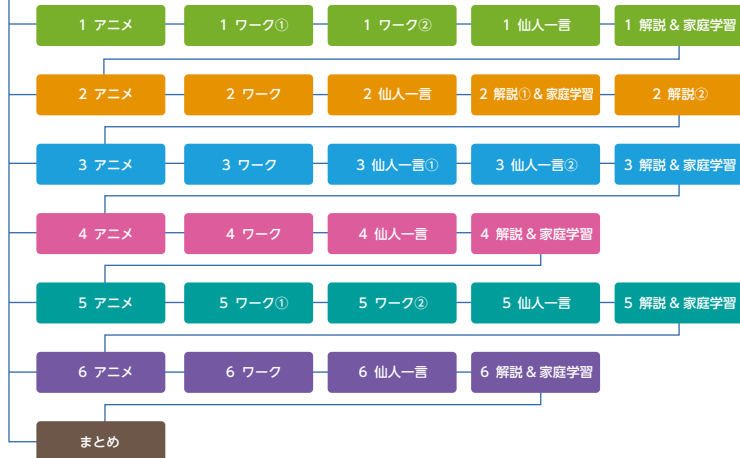 1 アニメ
1 ワーク①
1 ワーク②
1 仙人一言
1 解説&家庭学習
2 アニメ
2 ワーク
2 仙人一言
2 解説①&家庭学習
2 解説②
3 アニメ
3 ワーク
3 仙人一言①
3 仙人一言②
3 解説&家庭学習
4 アニメ
4 ワーク
4 仙人一言
4 解説&家庭学習
5 アニメ
5 ワーク①
5 ワーク②
5 仙人一言
5 解説&家庭学習
6 アニメ
6 ワーク
6 仙人一言
6 解説&家庭学習
まとめ